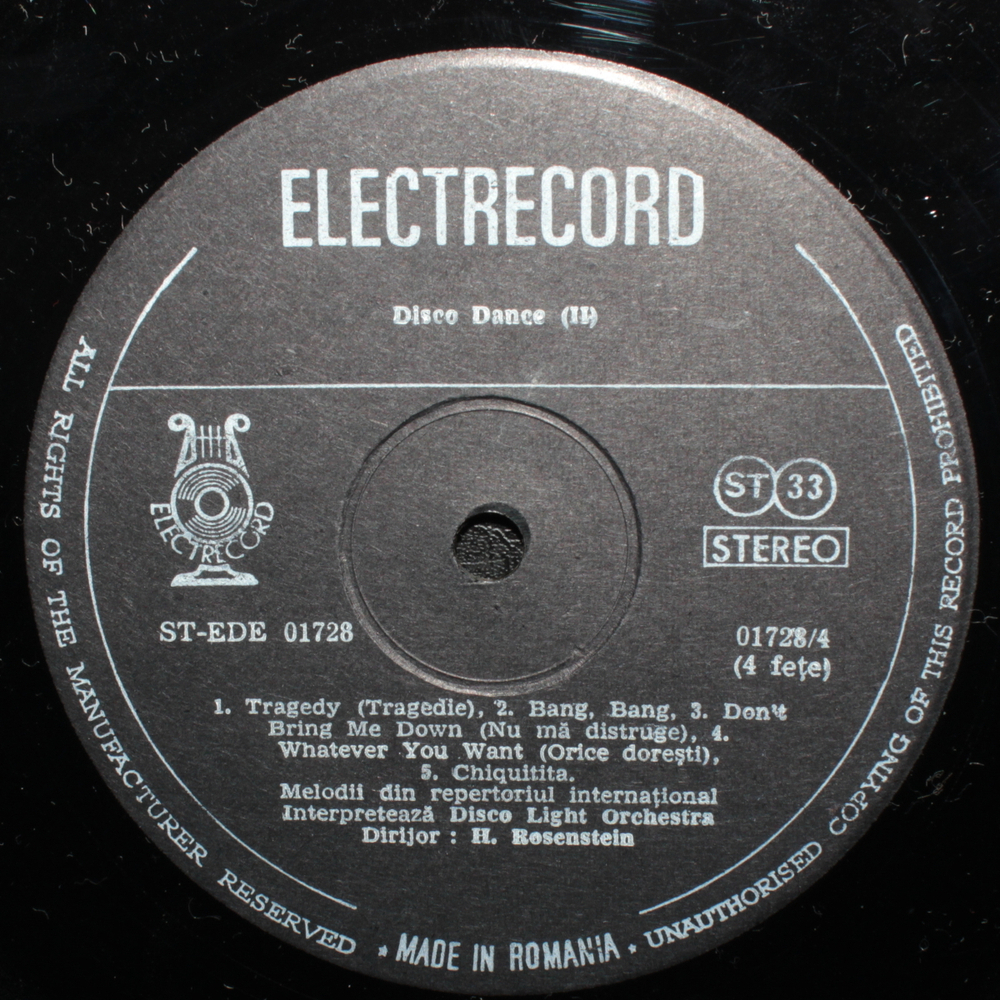 ELECTRECORD
Disco Dance (II)
ELECTRECORD
ST 33
STEREO
ST-EDE 01728
01728/4
(4 fețe)
1. Tragedy (Tragedie), 2. Bang, Bang, 3. Don't
Bring Me Down (Nu mă distruge), 4.
Whatever You Want (Orice dorești),
5. Chiquitita.
Melodii din repertoriul internațional
Interpretează Disco Light Orchestra
Dirijor : H. Rosenstein
ALL RIGHTS OF THE MANUFACTURER RESERVED * MADE IN ROMANIA * UNAUTHORISED COPYING OF THIS RECORD PROHIBITED